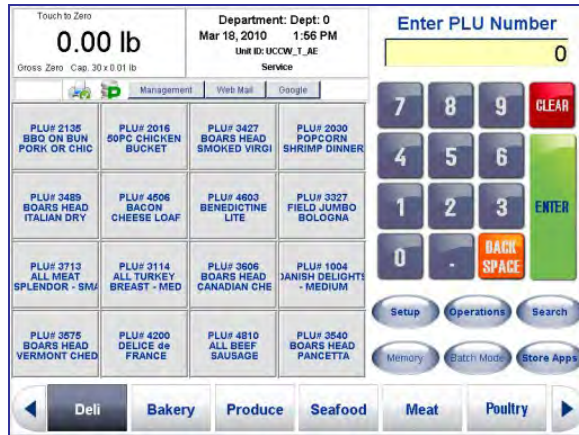 Touch to Zero
0.00 lb
Gross Zero Cap. 30 x 0.01 lb
Department: Dept: 0
Mar 18, 2010 1:56 PM
Unit ID: UCCW_T_AE
Service
Management Web Mail Google
Enter PLU Number
0
PLU# 2135
BBQ ON BUN
PORK OR CHIC
PLU# 2016
50PC CHICKEN
BUCKET
PLU# 3427
BOARS HEAD
SMOKED VIRGI
PLU# 2030
POPCORN
SHRIMP DINNER
PLU# 3489
BOARS HEAD
ITALIAN DRY
PLU# 4506
BACON
CHEESE LOAF
PLU# 4603
BENEDICTINE
LITE
PLU# 3327
FIELD JUMBO
BOLOGNA
PLU# 3713
ALL MEAT
SPLENDOR - SMA
PLU# 3114
ALL TURKEY
BREAST - MED
PLU# 3606
BOARS HEAD
CANADIAN CHE
PLU# 1004
DANISH DELIGHTS
- MEDIUM
PLU# 3575
BOARS HEAD
VERMONT CHED
PLU# 4200
DELICE de
FRANCE
PLU# 4810
ALL BEEF
SAUSAGE
PLU# 3540
BOARS HEAD
PANCETTA
7 8 9 CLEAR
4 5 6
1 2 3 ENTER
0 . BACK
SPACE
Setup Operations Search
Memory Batch Mode Store Apps
Deli Bakery Produce Seafood Meat Poultry